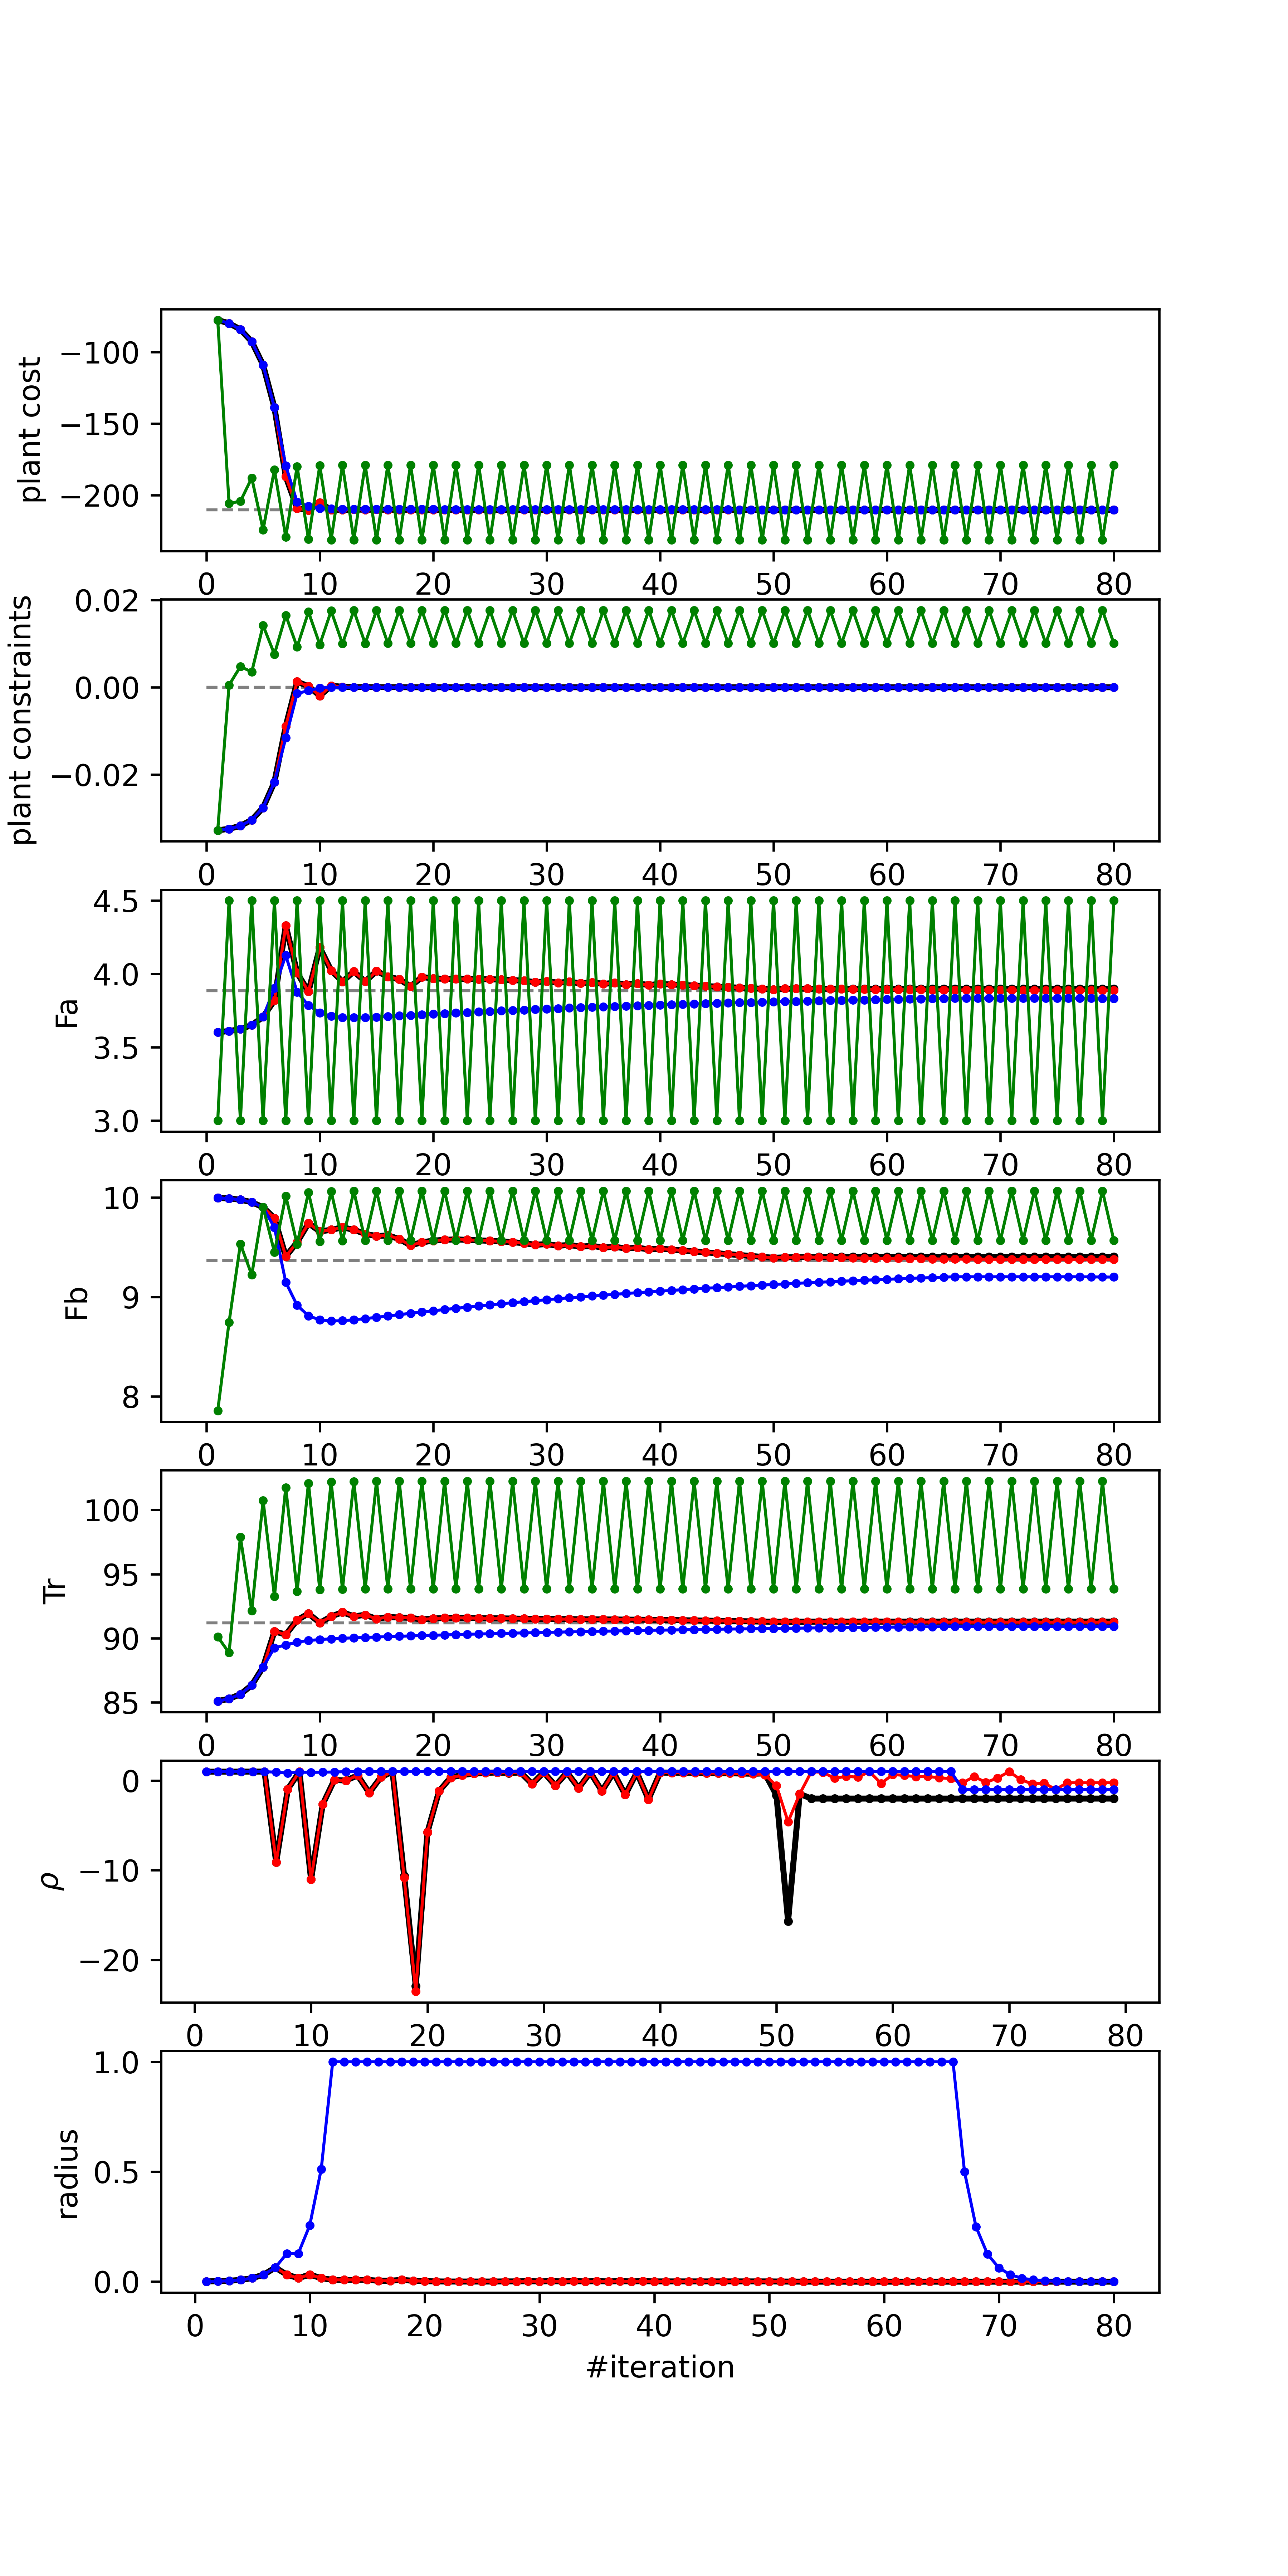 plant cost
−100
−150
−200
0 10 20 30 40 50 60 70 80
plant constraints
0.02
0.00
−0.02
0 10 20 30 40 50 60 70 80
Fa
4.5
4.0
3.5
3.0
0 10 20 30 40 50 60 70 80
Fb
10
9
8
0 10 20 30 40 50 60 70 80
Tr
100
95
90
85
0 10 20 30 40 50 60 70 80
ρ
0
−10
−20
0 10 20 30 40 50 60 70 80
radius
1.0
0.5
0.0
0 10 20 30 40 50 60 70 80
#iteration